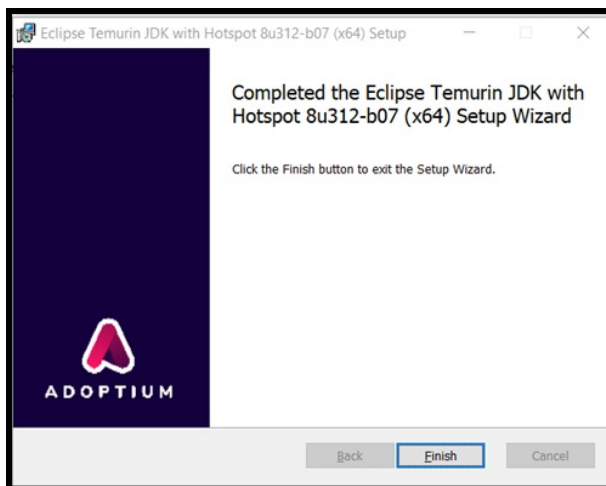 Eclipse Temurin JDK with Hotspot 8u312-b07 (x64) Setup
Completed the Eclipse Temurin JDK with
Hotspot 8u312-b07 (x64) Setup Wizard
Click the Finish button to exit the Setup Wizard.
ADOPTIUM
Back
Finish
Cancel